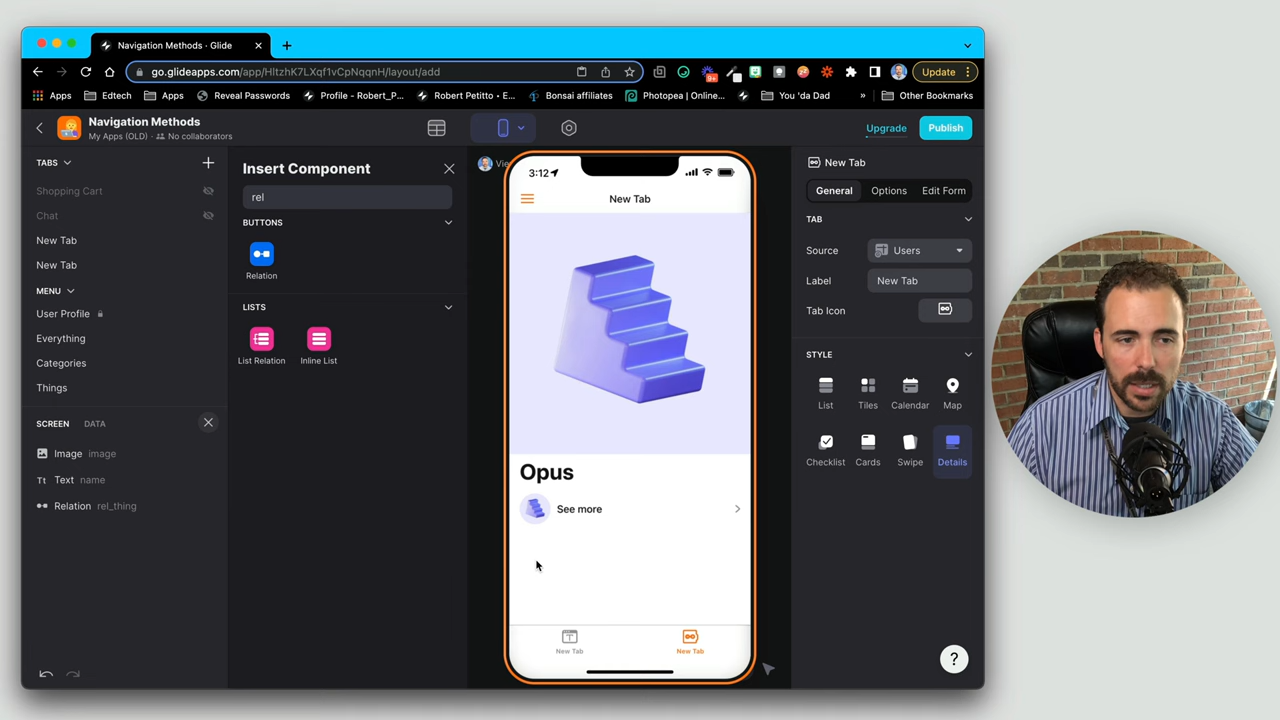 Navigation Methods · Glide
go.glideapps.com/app/HItzhK7LXqf1vCpNqqnH/layout/add
9+
Update
Apps
Edtech
Apps
Reveal Passwords
Profile - Robert_P...
Robert Petitto • E...
Bonsai affiliates
Photopea | Online...
You 'da Dad
»
Other Bookmarks
Navigation Methods
My Apps (OLD) · No collaborators
Upgrade
Publish
TABS
Shopping Cart
Chat
New Tab
New Tab
MENU
User Profile
Everything
Categories
Things
SCREEN DATA
Image image
Tt Text name
Relation rel_thing
Insert Component
rel
BUTTONS
Relation
LISTS
List Relation
Inline List
3:12
New Tab
Opus
See more
New Tab
New Tab
New Tab
General
Options
Edit Form
TAB
Source
Users
Label
New Tab
Tab Icon
STYLE
List
Tiles
Calendar
Map
Checklist
Cards
Swipe
Details
?